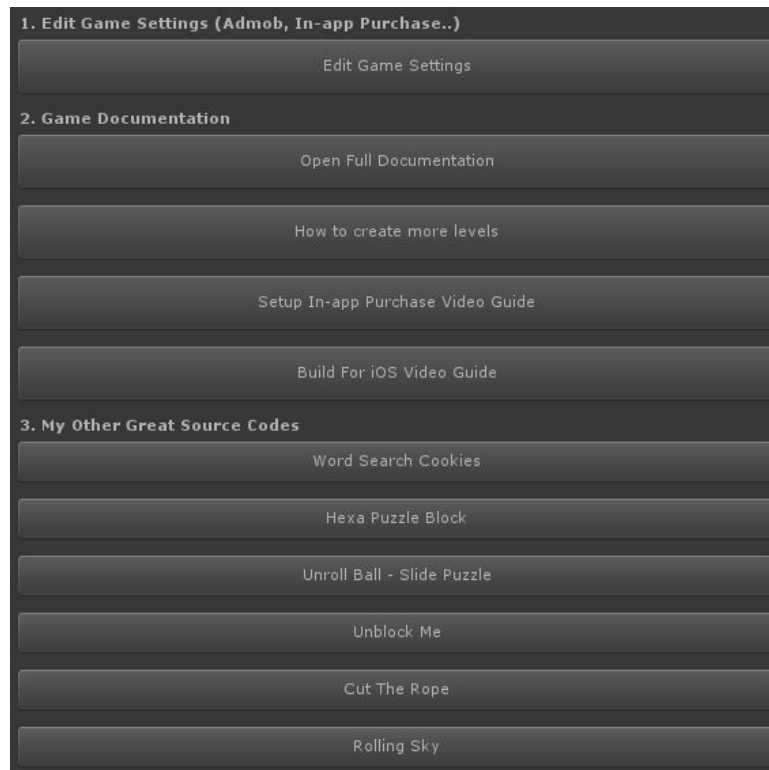 1. Edit Game Settings (Admob, In-app Purchase..)
Edit Game Settings
2. Game Documentation
Open Full Documentation
How to create more levels
Setup In-app Purchase Video Guide
Build For iOS Video Guide
3. My Other Great Source Codes
Word Search Cookies
Hexa Puzzle Block
Unroll Ball - Slide Puzzle
Unblock Me
Cut The Rope
Rolling Sky